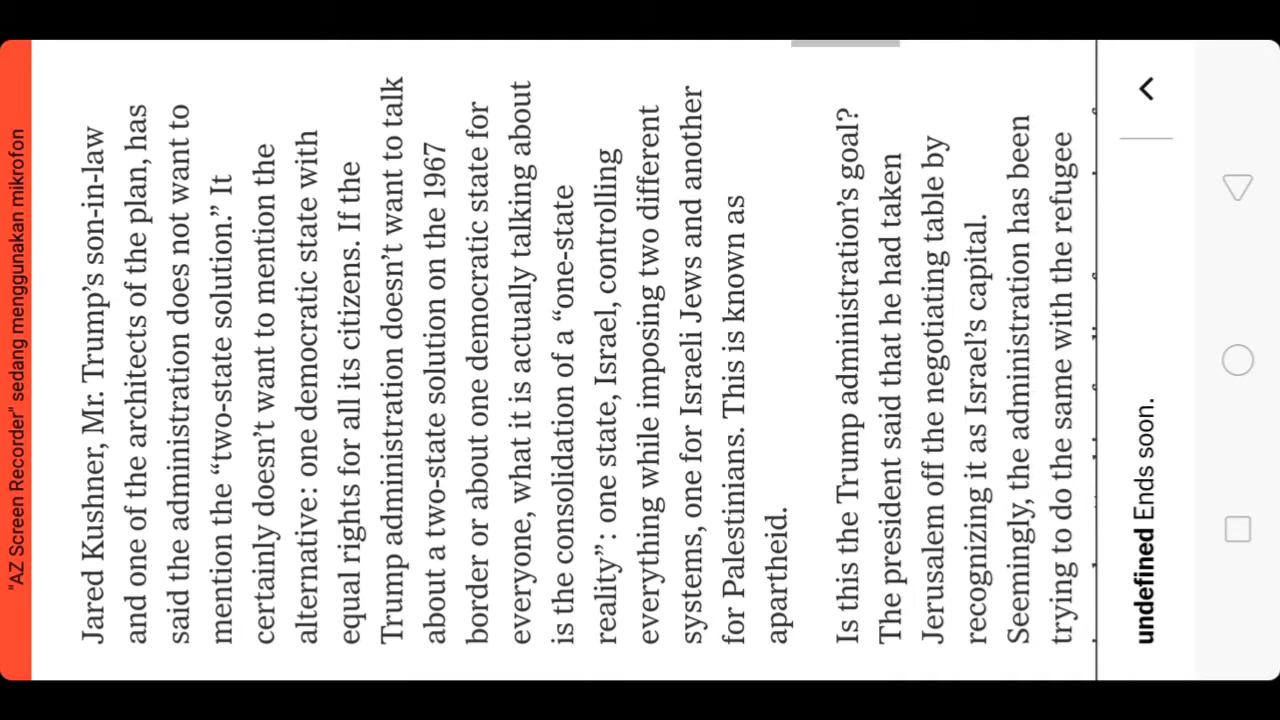 "AZ Screen Recorder" sedang menggunakan mikrofon
Jared Kushner, Mr. Trump’s son-in-law
and one of the architects of the plan, has
said the administration does not want to
mention the “two-state solution.” It
certainly doesn’t want to mention the
alternative: one democratic state with
equal rights for all its citizens. If the
Trump administration doesn’t want to talk
about a two-state solution on the 1967
border or about one democratic state for
everyone, what it is actually talking about
is the consolidation of a “one-state
reality”: one state, Israel, controlling
everything while imposing two different
systems, one for Israeli Jews and another
for Palestinians. This is known as
apartheid.
Is this the Trump administration’s goal?
The president said that he had taken
Jerusalem off the negotiating table by
recognizing it as Israel’s capital.
Seemingly, the administration has been
trying to do the same with the refugee
undefined Ends soon.